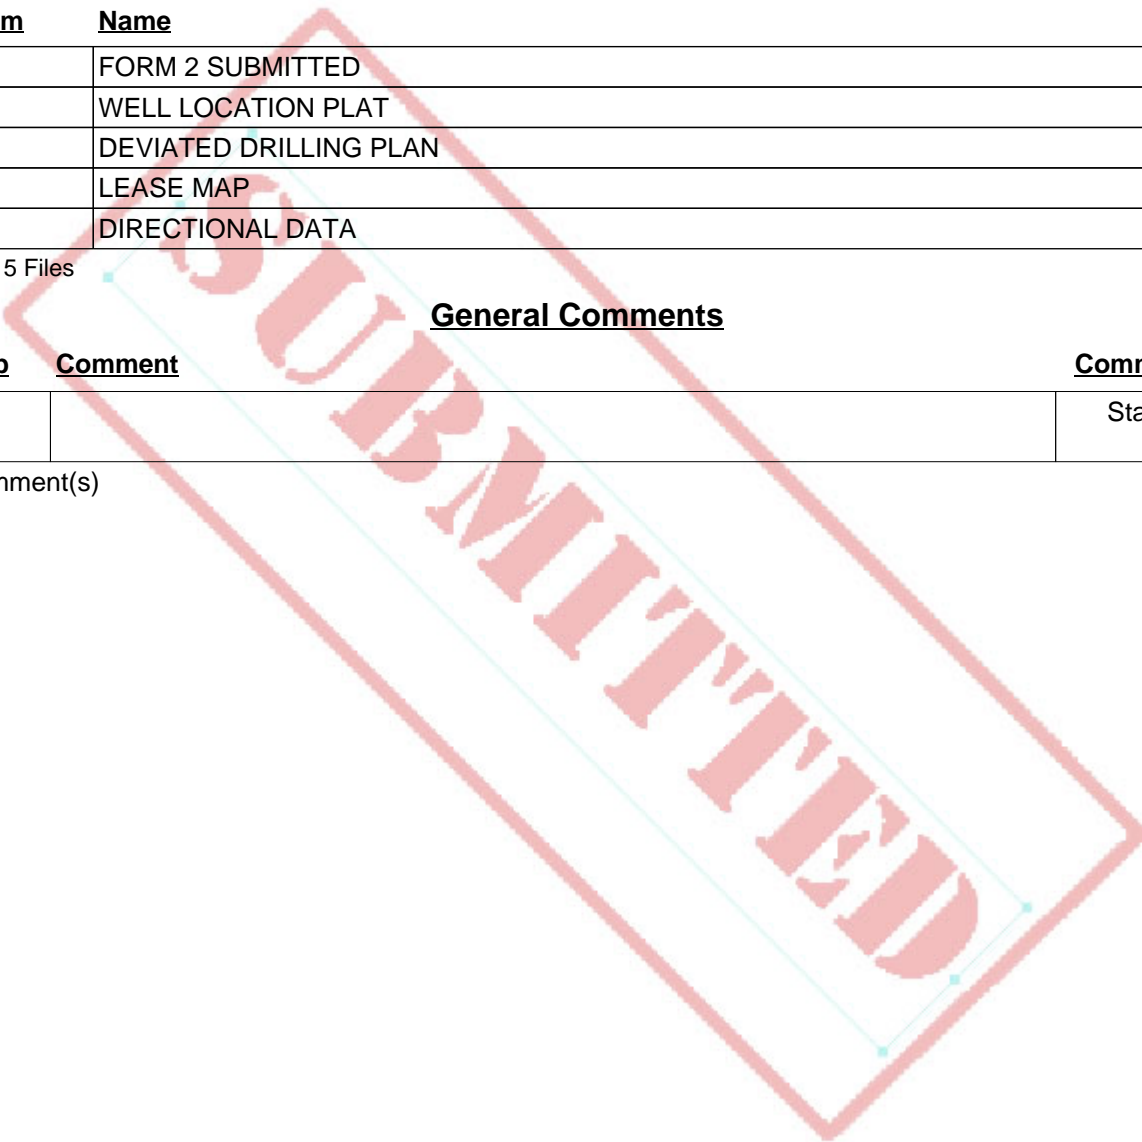 m Name
FORM 2 SUBMITTED
WELL LOCATION PLAT
DEVIATED DRILLING PLAN
LEASE MAP
DIRECTIONAL DATA
5 Files
General Comments
p Comment Comm
Sta
mment(s)
SUBMITTED